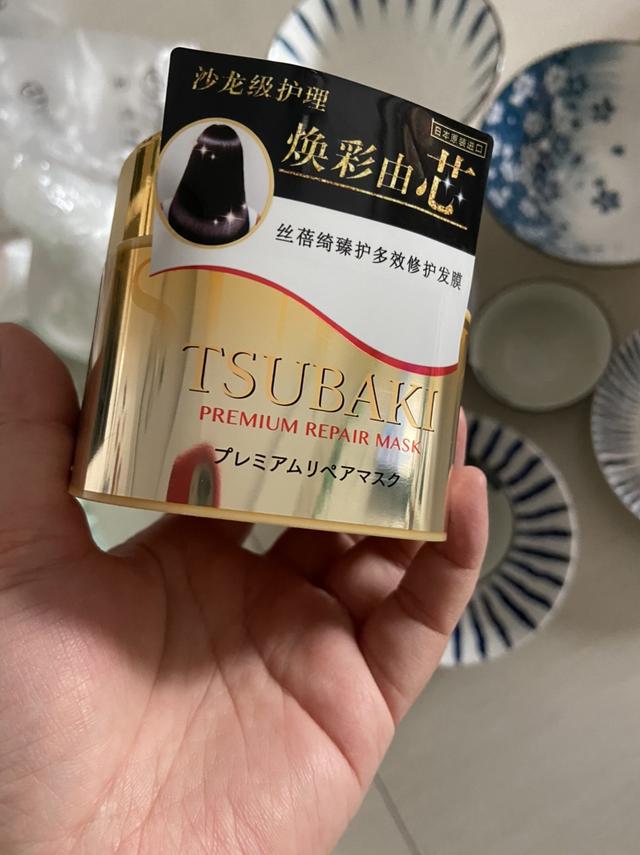 沙龙级护理
日本原装进口
焕彩由芯
丝蓓绮臻护多效修护发膜
TSUBAKI
PREMIUM REPAIR MASK
プレミアムリペアマスク